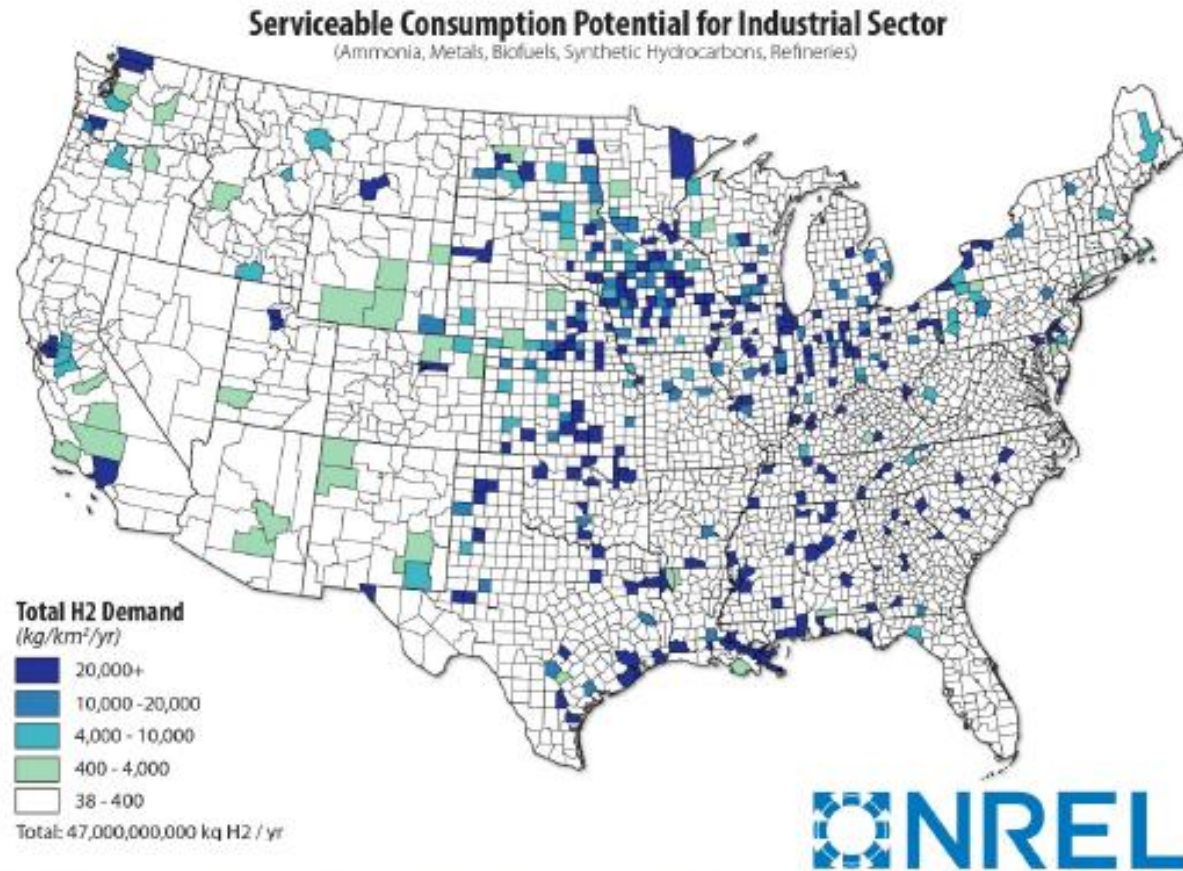 Serviceable Consumption Potential for Industrial Sector
(Ammonia, Metals, Biofuels, Synthetic Hydrocarbons, Refineries)
Total H2 Demand
(kg/km²/yr)
20,000+
10,000 -20,000
4,000 - 10,000
400 - 4,000
38 - 400
Total: 47,000,000,000 kg H2 / yr
NREL